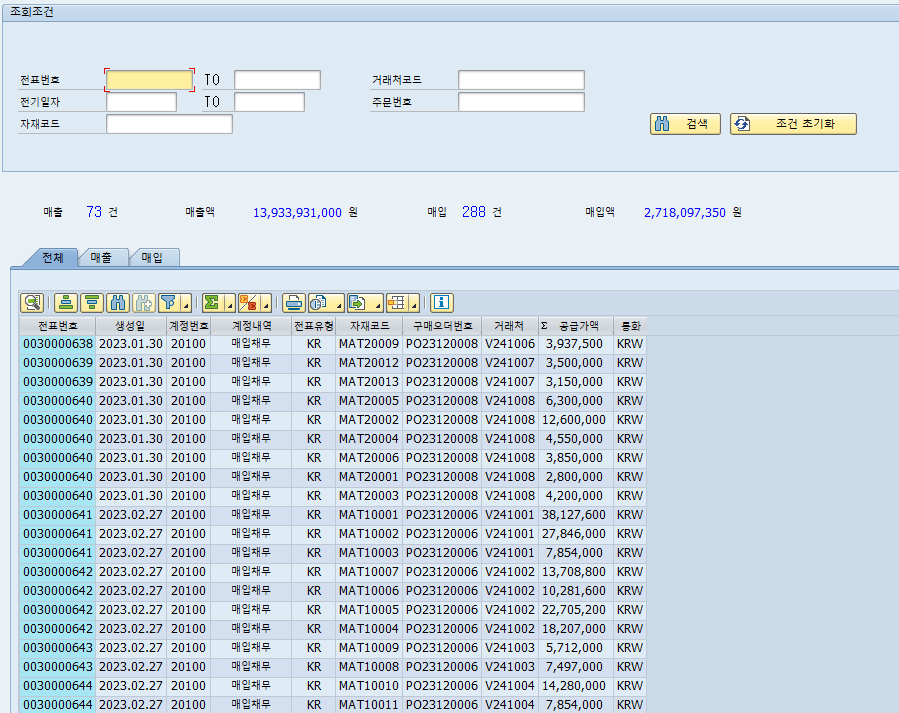 조회조건
전표번호 TO 거래처코드
전기일자 TO 주문번호
자재코드
검색 조건 초기화
매출 73 건 매출액 13,933,931,000 원 매입 288 건 매입액 2,718,097,350 원
전체 매출 매입
전표번호 생성일 계정번호 계정내역 전표유형 자재코드 구매오더번호 거래처 Σ 공급가액 통화
0030000638 2023.01.30 20100 매입채무 KR MAT20009 PO23120008 V241006 3,937,500 KRW
0030000639 2023.01.30 20100 매입채무 KR MAT20012 PO23120008 V241007 3,500,000 KRW
0030000639 2023.01.30 20100 매입채무 KR MAT20013 PO23120008 V241007 3,150,000 KRW
0030000640 2023.01.30 20100 매입채무 KR MAT20005 PO23120008 V241008 6,300,000 KRW
0030000640 2023.01.30 20100 매입채무 KR MAT20002 PO23120008 V241008 12,600,000 KRW
0030000640 2023.01.30 20100 매입채무 KR MAT20004 PO23120008 V241008 4,550,000 KRW
0030000640 2023.01.30 20100 매입채무 KR MAT20006 PO23120008 V241008 3,850,000 KRW
0030000640 2023.01.30 20100 매입채무 KR MAT20001 PO23120008 V241008 2,800,000 KRW
0030000640 2023.01.30 20100 매입채무 KR MAT20003 PO23120008 V241008 4,200,000 KRW
0030000641 2023.02.27 20100 매입채무 KR MAT10001 PO23120006 V241001 38,127,600 KRW
0030000641 2023.02.27 20100 매입채무 KR MAT10002 PO23120006 V241001 27,846,000 KRW
0030000641 2023.02.27 20100 매입채무 KR MAT10003 PO23120006 V241001 7,854,000 KRW
0030000642 2023.02.27 20100 매입채무 KR MAT10007 PO23120006 V241002 13,708,800 KRW
0030000642 2023.02.27 20100 매입채무 KR MAT10006 PO23120006 V241002 10,281,600 KRW
0030000642 2023.02.27 20100 매입채무 KR MAT10005 PO23120006 V241002 22,705,200 KRW
0030000642 2023.02.27 20100 매입채무 KR MAT10004 PO23120006 V241002 18,207,000 KRW
0030000643 2023.02.27 20100 매입채무 KR MAT10009 PO23120006 V241003 5,712,000 KRW
0030000643 2023.02.27 20100 매입채무 KR MAT10008 PO23120006 V241003 7,497,000 KRW
0030000644 2023.02.27 20100 매입채무 KR MAT10010 PO23120006 V241004 14,280,000 KRW
0030000644 2023.02.27 20100 매입채무 KR MAT10011 PO23120006 V241004 7,854,000 KRW